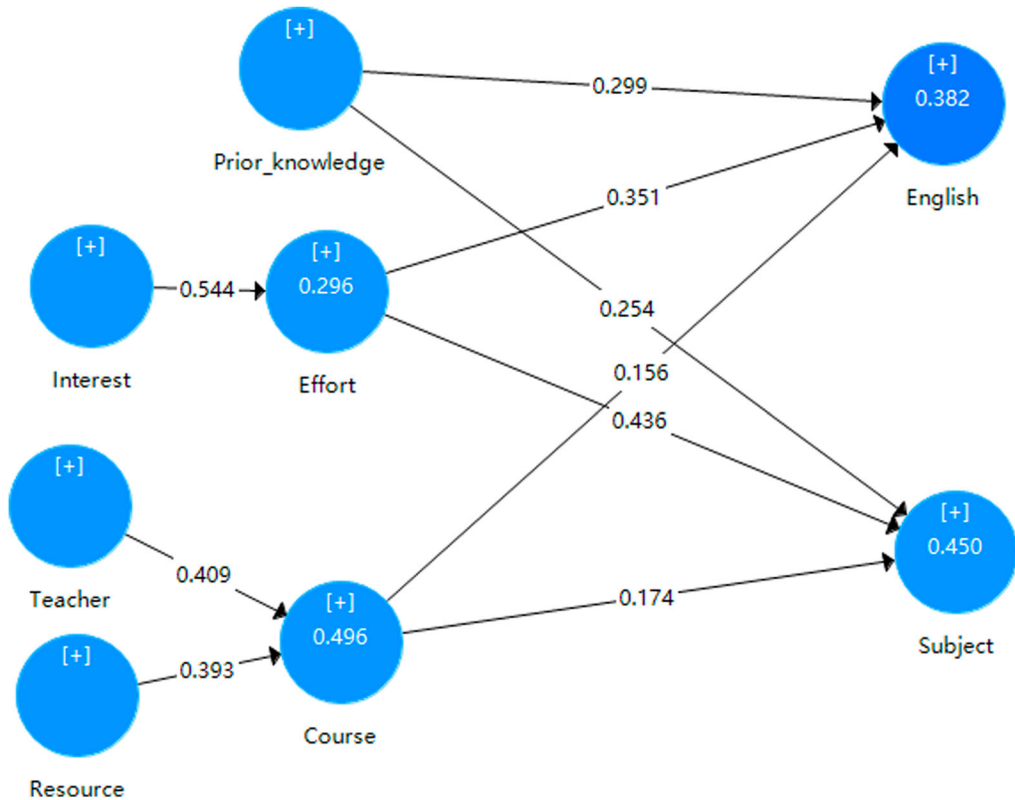 [+]
Prior_knowledge
0.299
[+]
0.382
English
0.351
[+]
Interest
0.544
[+]
0.296
Effort
0.254
0.156
0.436
[+]
Teacher
0.409
[+]
0.496
Course
0.174
[+]
0.450
Subject
[+]
Resource
0.393